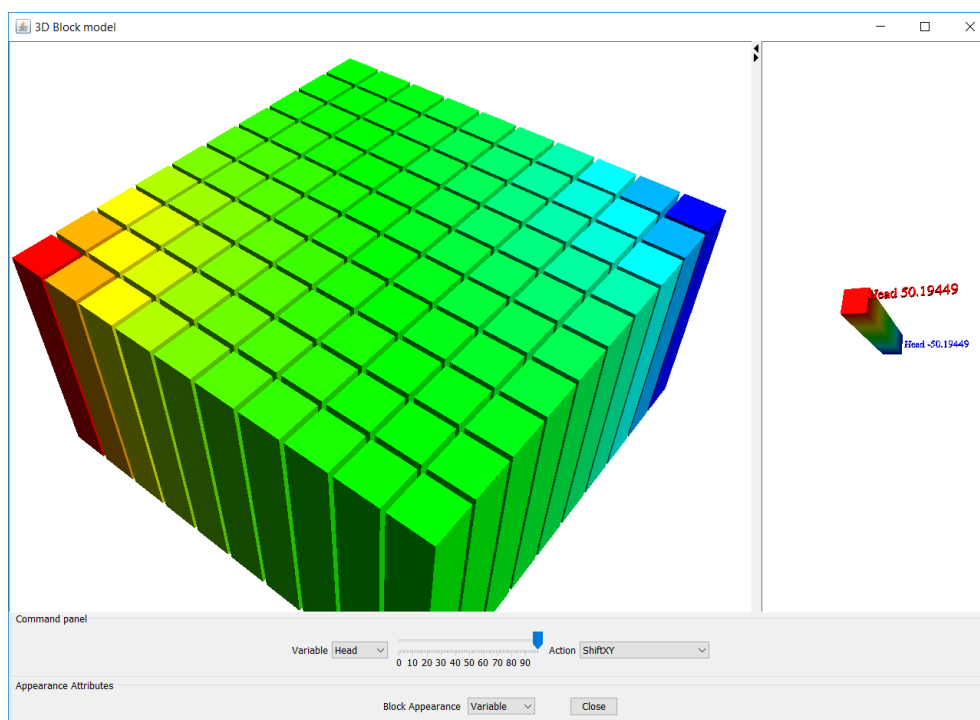 3D Block model
Head 50.19449
Head -50.19449
Command panel
Variable Head
0 10 20 30 40 50 60 70 80 90
Action ShiftXY
Appearance Attributes
Block Appearance Variable
Close